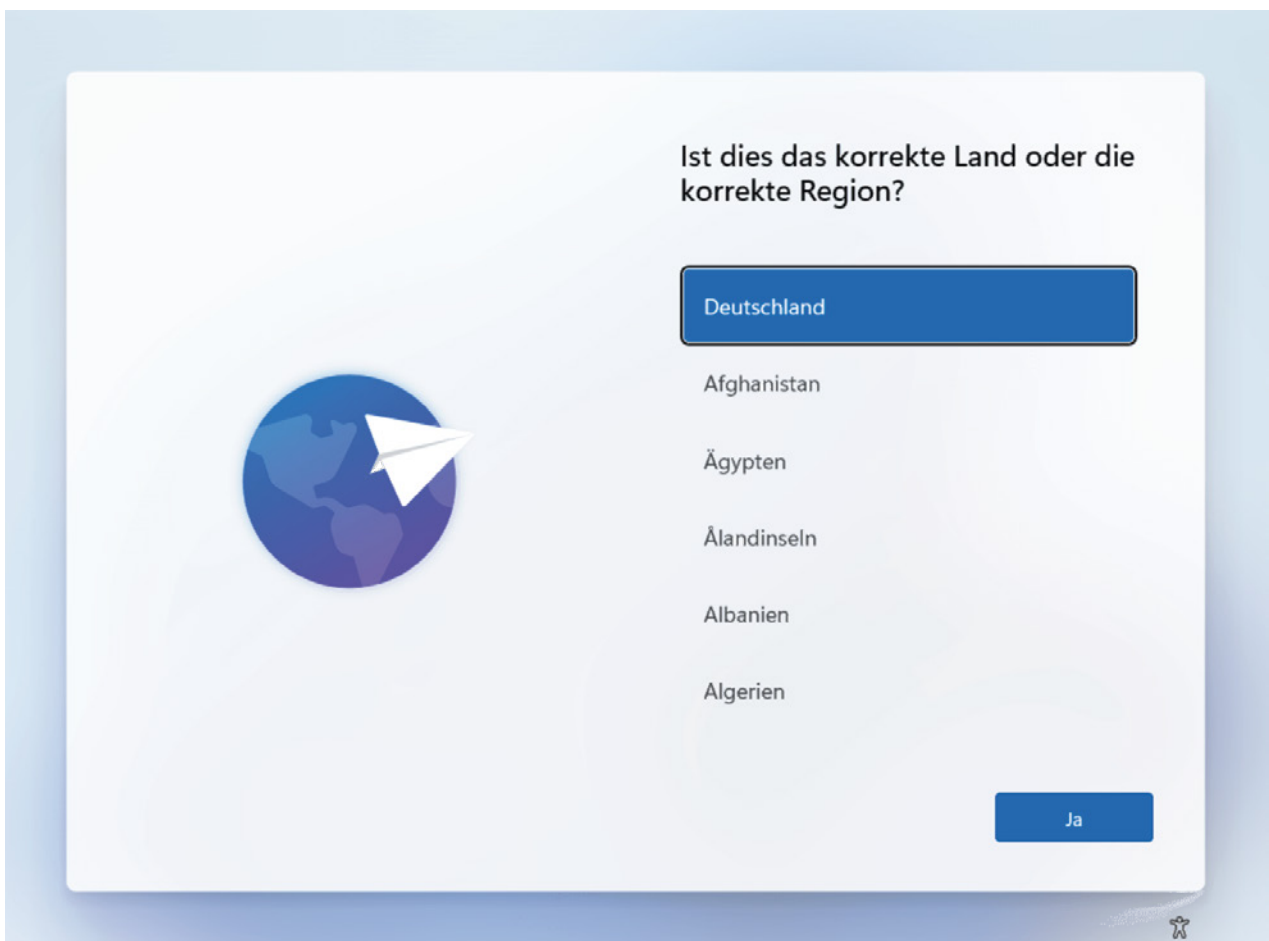 Ist dies das korrekte Land oder die
korrekte Region?
Deutschland
Afghanistan
Ägypten
Ålandinseln
Albanien
Algerien
Ja